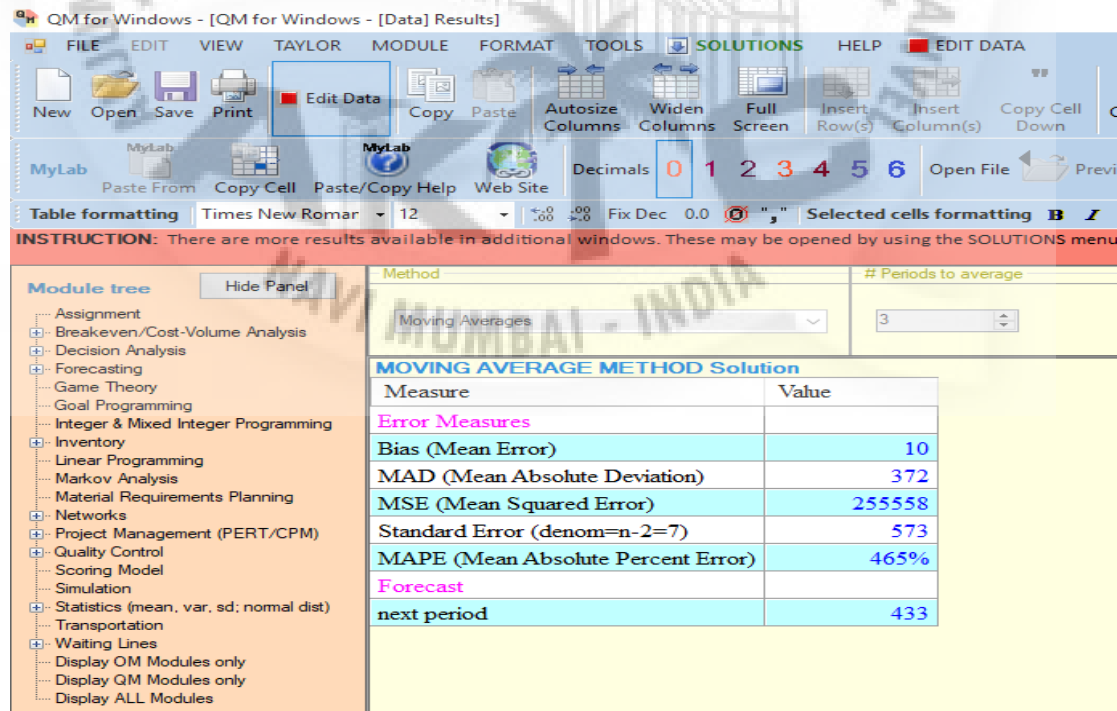 QM for Windows - [QM for Windows - [Data] Results]
FILE EDIT VIEW TAYLOR MODULE FORMAT TOOLS SOLUTIONS HELP EDIT DATA
New Open Save Print Edit Data Copy Paste Autosize Columns Widen Columns Full Screen Insert Row(s) Insert Column(s) Copy Cell Down
MyLab MyLab Paste From Copy Cell MyLab Paste/Copy Help Web Site Decimals 0 1 2 3 4 5 6 Open File Previ
Table formatting Times New Romar 12 Fix Dec 0.0 0 "," Selected cells formatting B I
INSTRUCTION: There are more results available in additional windows. These may be opened by using the SOLUTIONS menu
NAVI MUMBAI - INDIA
Module tree Hide Panel
Assignment
Breakeven/Cost-Volume Analysis
Decision Analysis
Forecasting
Game Theory
Goal Programming
Integer & Mixed Integer Programming
Inventory
Linear Programming
Markov Analysis
Material Requirements Planning
Networks
Project Management (PERT/CPM)
Quality Control
Scoring Model
Simulation
Statistics (mean, var, sd; normal dist)
Transportation
Waiting Lines
Display OM Modules only
Display QM Modules only
Display ALL Modules
Method # Periods to average
Moving Averages 3
MOVING AVERAGE METHOD Solution
Measure Value
Error Measures
Bias (Mean Error) 10
MAD (Mean Absolute Deviation) 372
MSE (Mean Squared Error) 255558
Standard Error (denom=n-2=7) 573
MAPE (Mean Absolute Percent Error) 465%
Forecast
next period 433